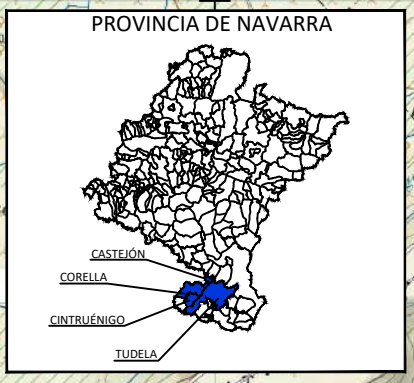 PROVINCIA DE NAVARRA
CASTEJÓN
CORELLA
CINTRUÉNIGO
TUDELA